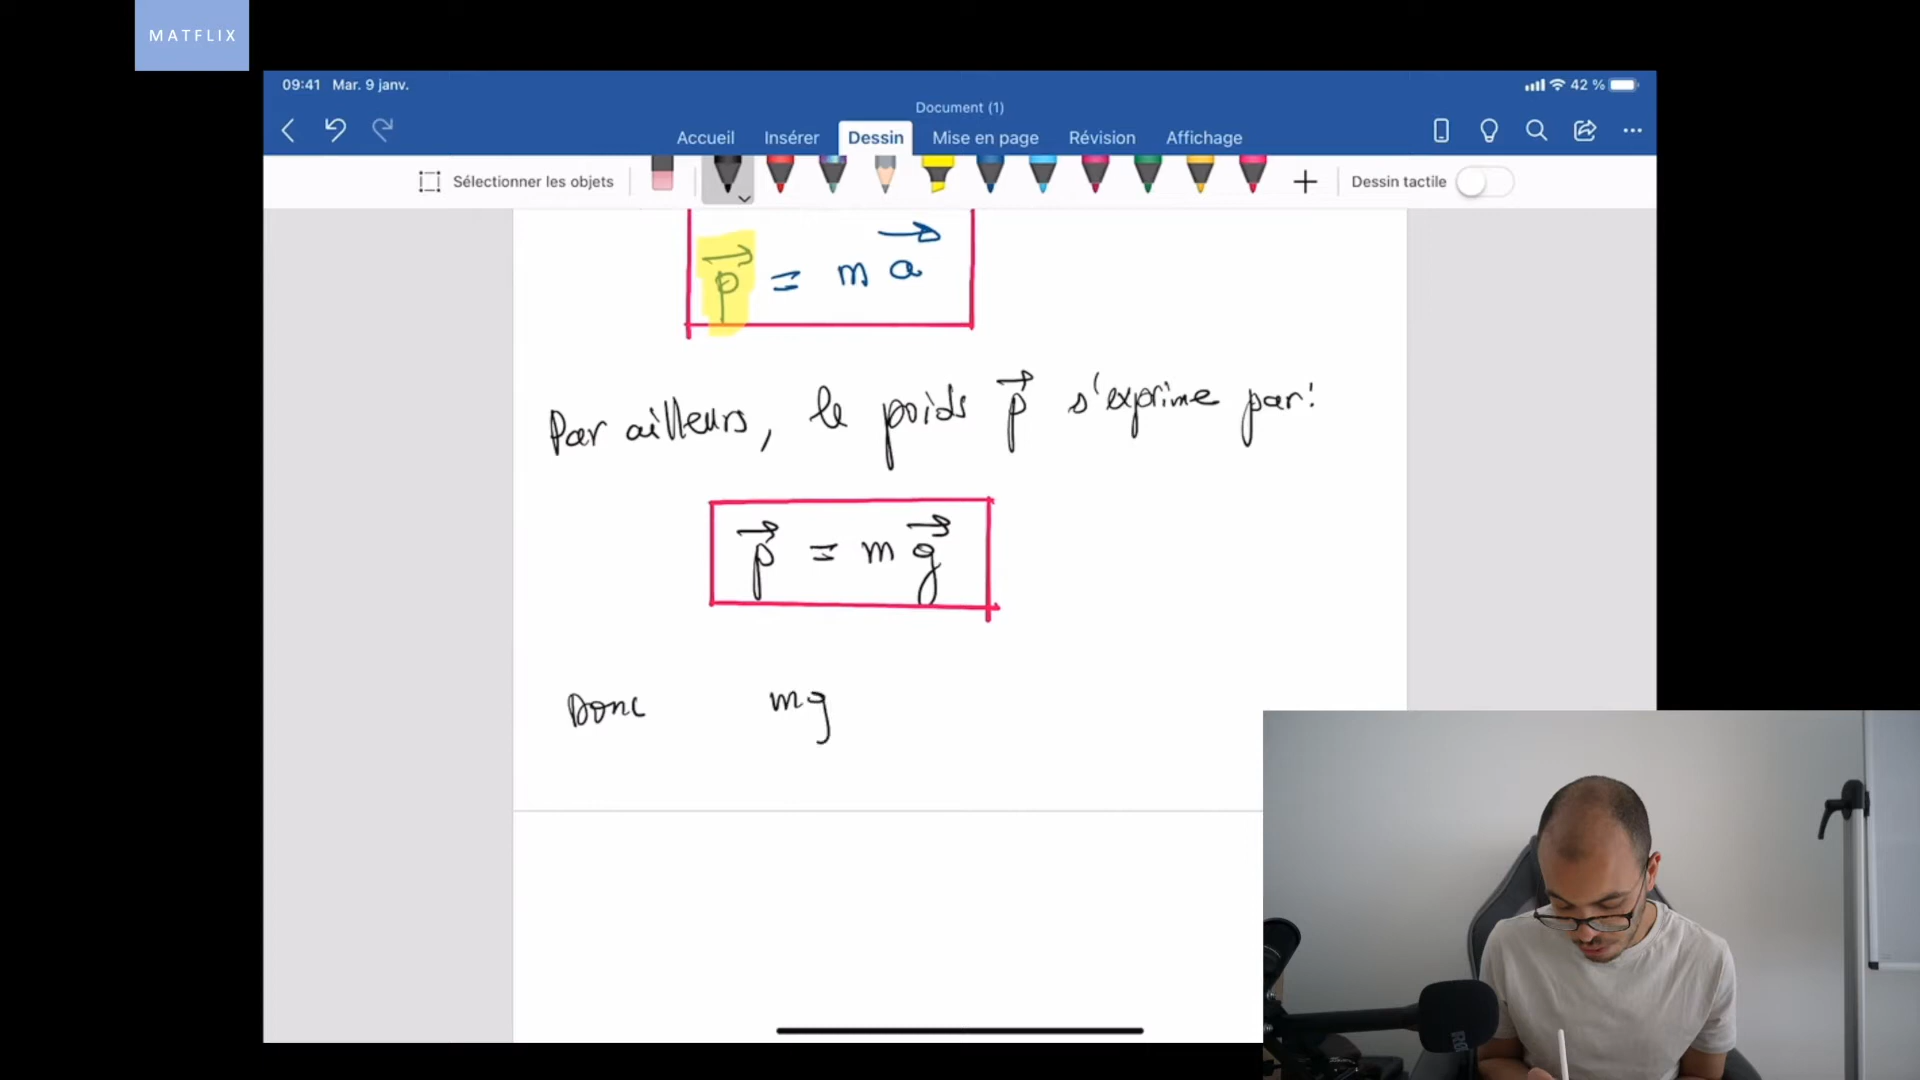 MATFLIX
09:41 Mar. 9 janv. 42 %
Document (1)
Accueil Insérer Dessin Mise en page Révision Affichage
Sélectionner les objets Dessin tactile
p⃗ = m a⃗
Par ailleurs, le poids p⃗ s'exprime par:
p⃗ = m g⃗
Donc mg